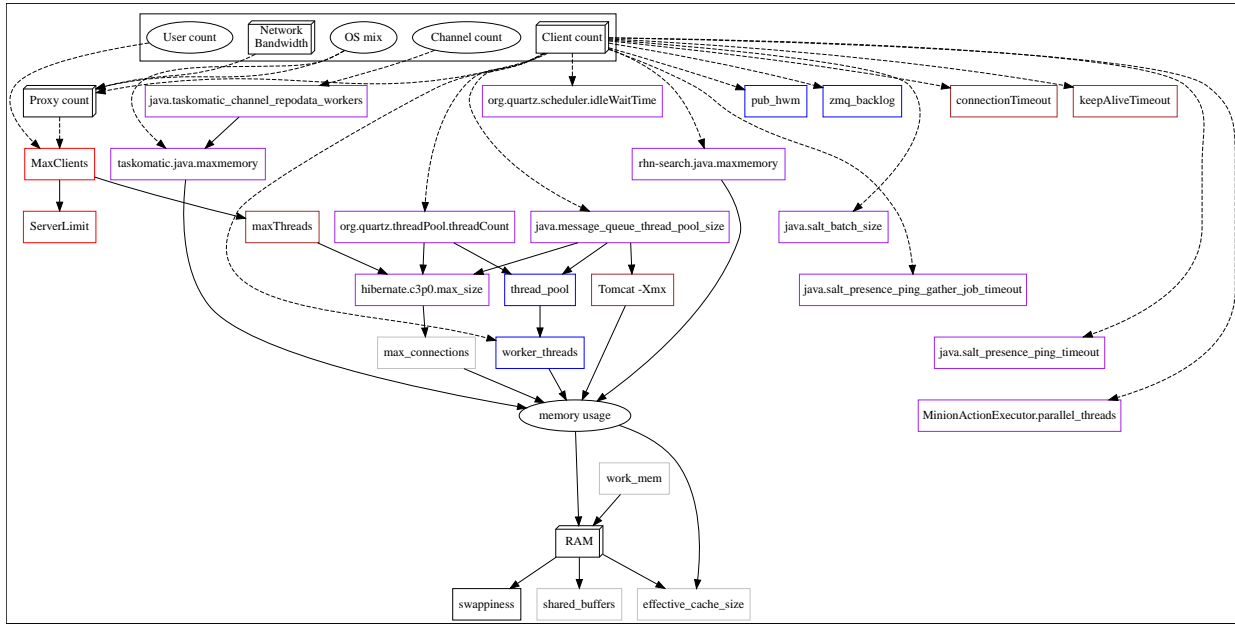 User count
Network
Bandwidth
OS mix
Channel count
Client count
Proxy count
java.taskomatic_channel_repodata_workers
org.quartz.scheduler.idleWaitTime
pub_hwm
zmq_backlog
connectionTimeout
keepAliveTimeout
MaxClients
taskomatic.java.maxmemory
rhn-search.java.maxmemory
ServerLimit
maxThreads
org.quartz.threadPool.threadCount
java.message_queue_thread_pool_size
java.salt_batch_size
hibernate.c3p0.max_size
thread_pool
Tomcat -Xmx
java.salt_presence_ping_gather_job_timeout
max_connections
worker_threads
java.salt_presence_ping_timeout
memory usage
MinionActionExecutor.parallel_threads
work_mem
RAM
swappiness
shared_buffers
effective_cache_size